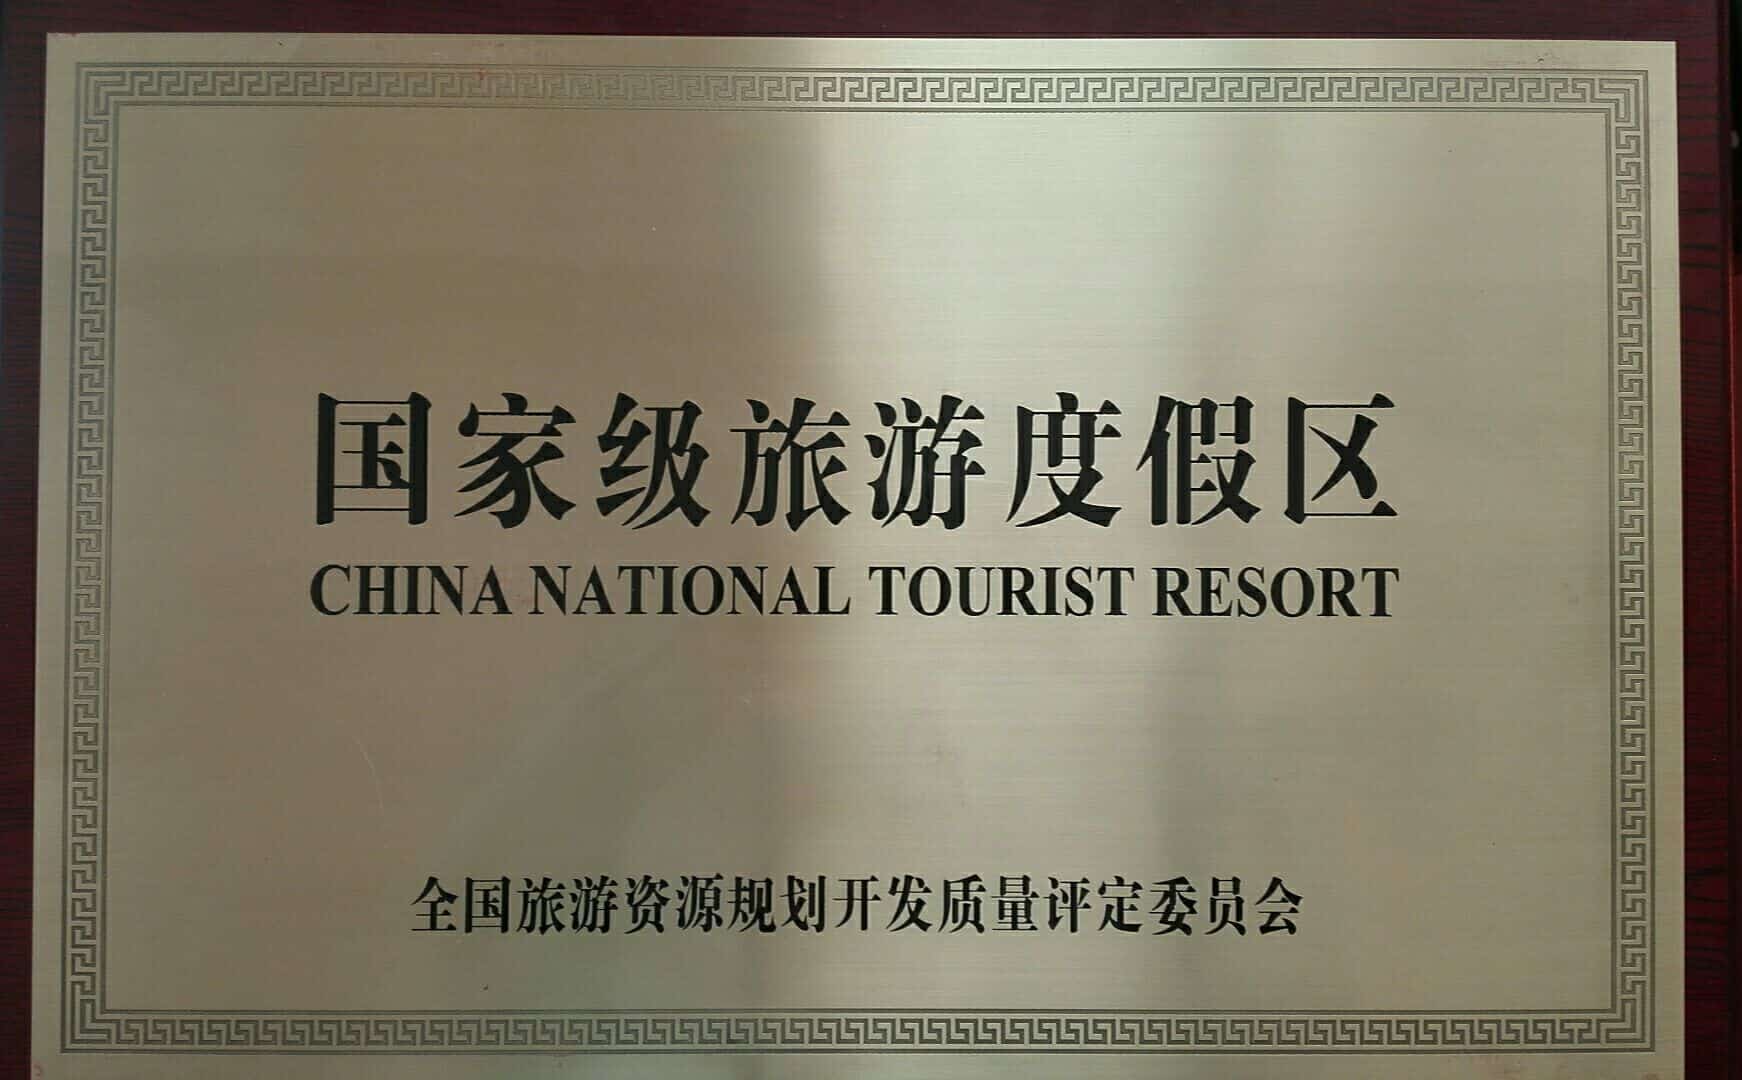 国家级旅游度假区
CHINA NATIONAL TOURIST RESORT
全国旅游资源规划开发质量评定委员会